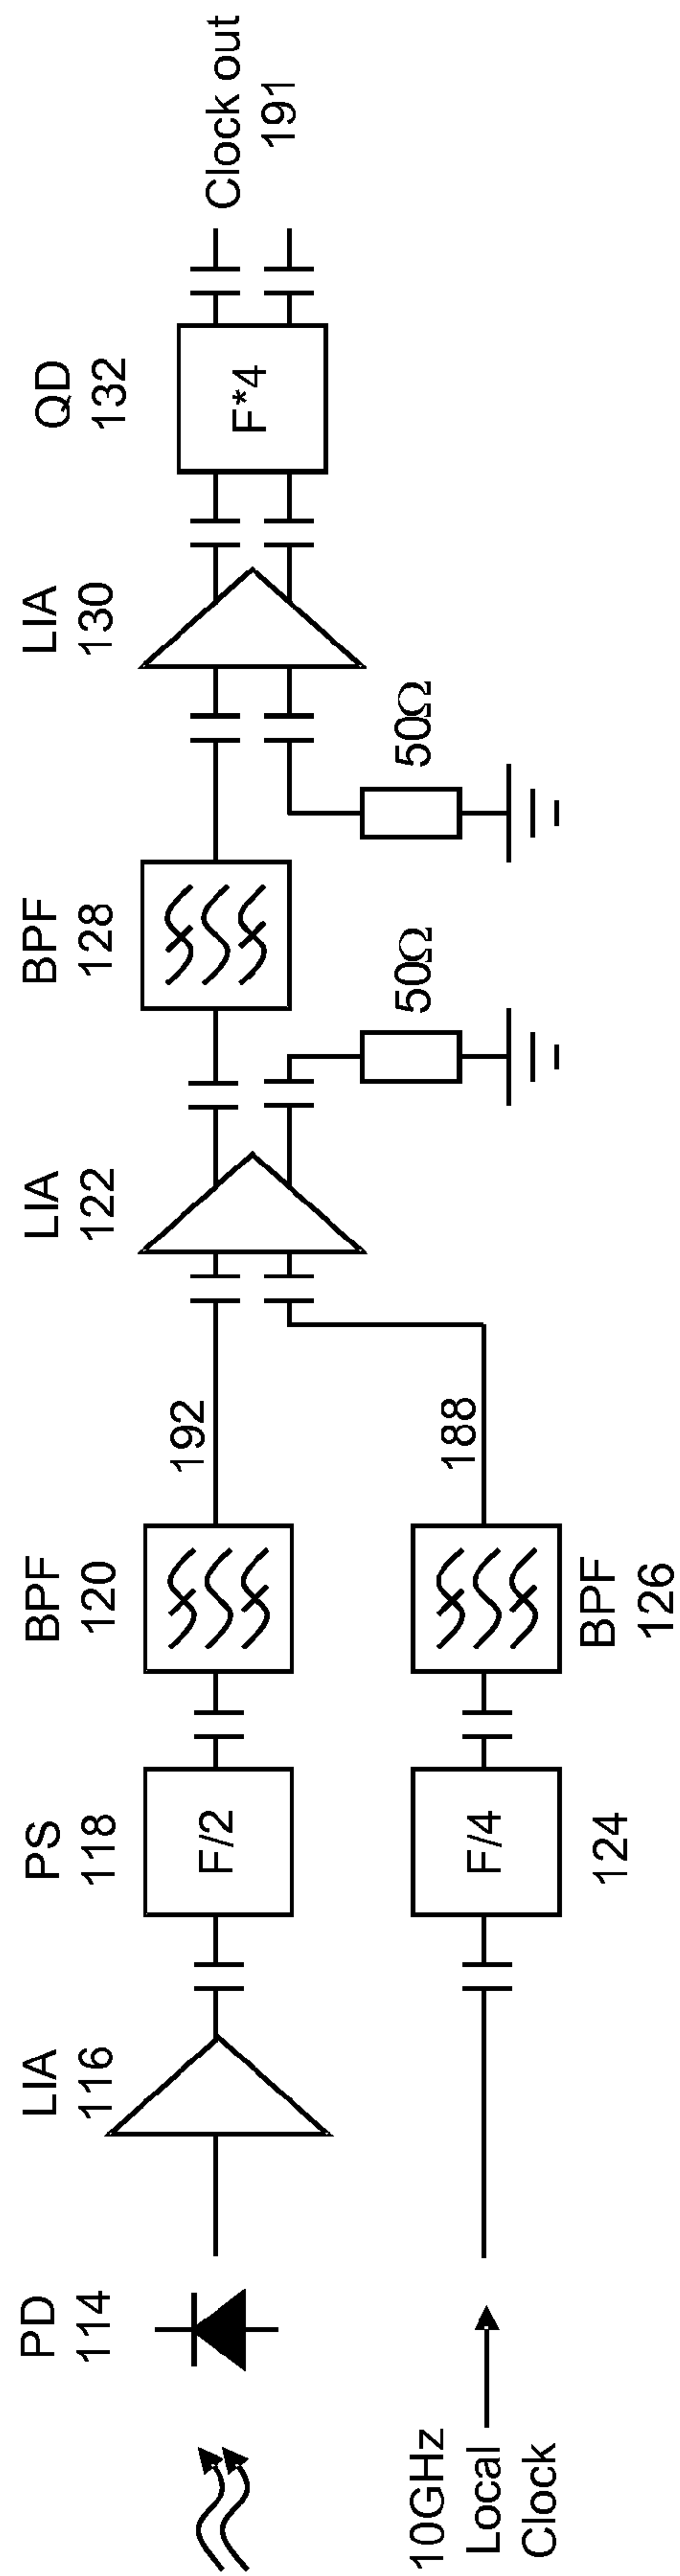 PD
114
LIA
116
PS
118
F/2
BPF
120
192
LIA
122
50Ω
BPF
128
50Ω
LIA
130
QD
132
F*4
Clock out
191
10GHz
Local
Clock
F/4
124
BPF
126
188